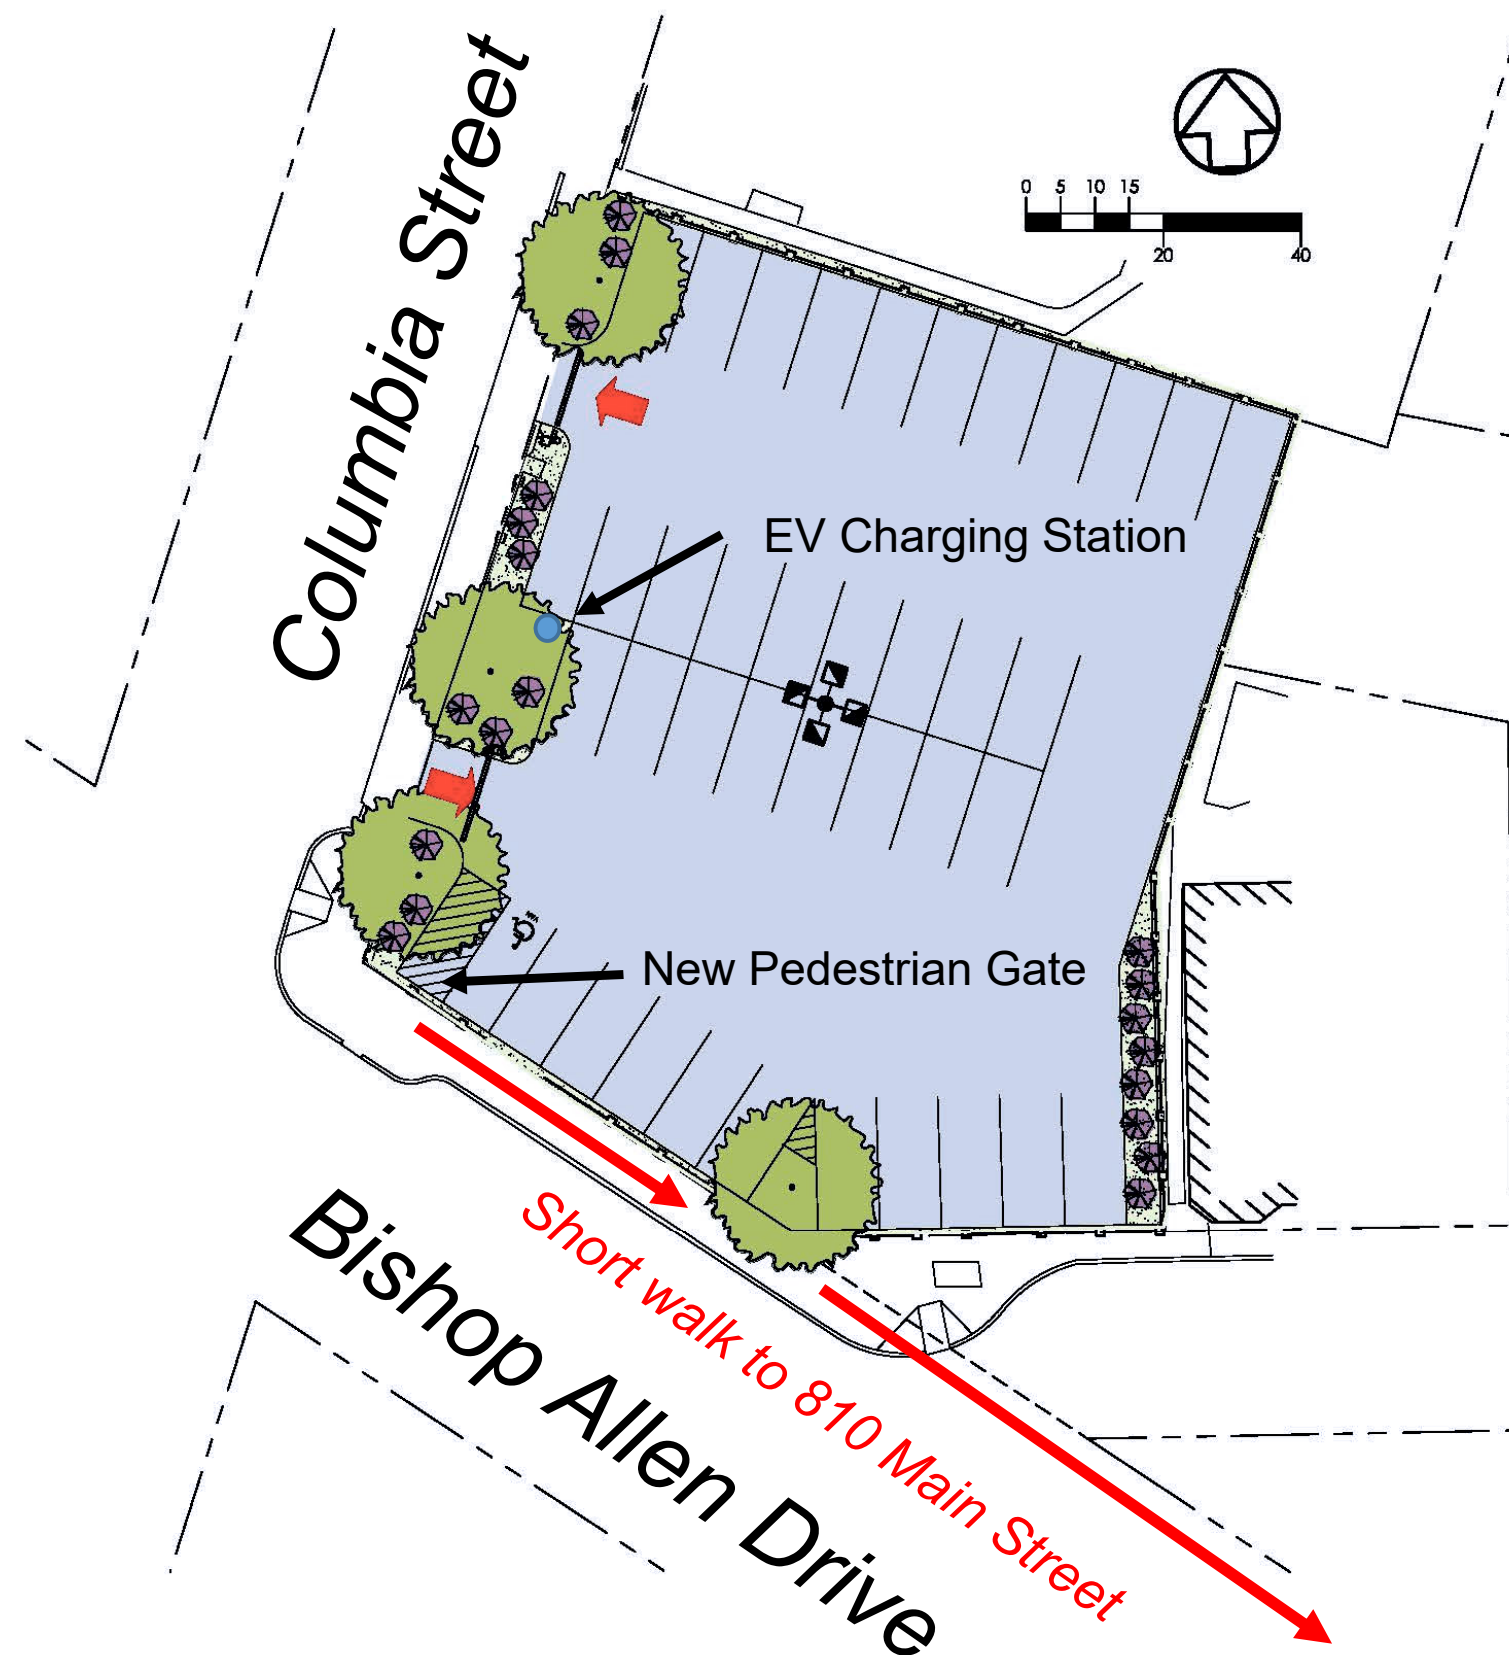 Columbia Street
0 5 10 15
20 40
EV Charging Station
VAN
New Pedestrian Gate
Short walk to 810 Main Street
Bishop Allen Drive